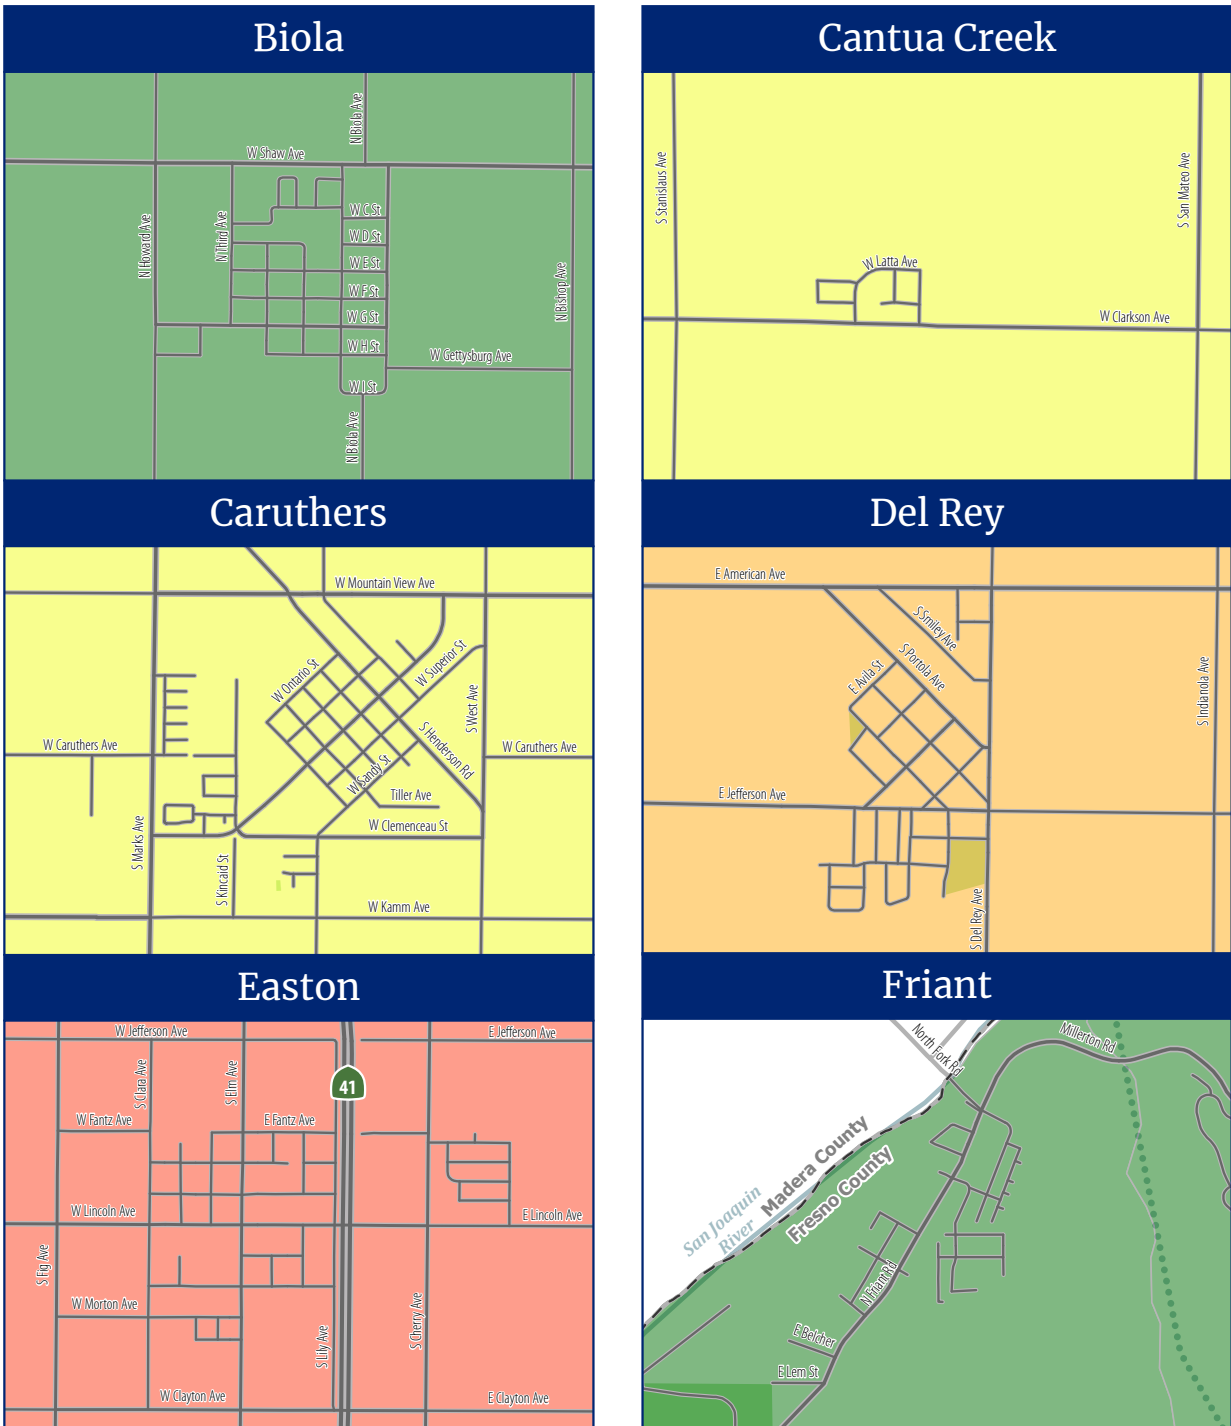 Biola
N Biola Ave
W Shaw Ave
N Howard Ave
N Third Ave
W C St
W D St
W E St
W F St
W G St
W H St
W I St
N Bishop Ave
W Gettysburg Ave
N Biola Ave
Cantua Creek
S Stanislaus Ave
S San Mateo Ave
W Latta Ave
W Clarkson Ave
Caruthers
W Mountain View Ave
W Ontario St
W Superior St
S West Ave
W Caruthers Ave
S Henderson Rd
W Caruthers Ave
W Sandy St
Tiller Ave
S Marks Ave
W Clemenceau St
S Kincaid St
W Kamm Ave
Del Rey
E American Ave
S Smiley Ave
S Portola Ave
E Avila St
S Indianola Ave
E Jefferson Ave
S Del Rey Ave
Easton
W Jefferson Ave
E Jefferson Ave
S Clara Ave
S Elm Ave
41
W Fantz Ave
E Fantz Ave
W Lincoln Ave
E Lincoln Ave
S Fig Ave
W Morton Ave
S Lily Ave
S Cherry Ave
W Clayton Ave
E Clayton Ave
Friant
North Fork Rd
Millerton Rd
Madera County
Fresno County
San Joaquin
River
N Friant Rd
E Belcher
E Lem St